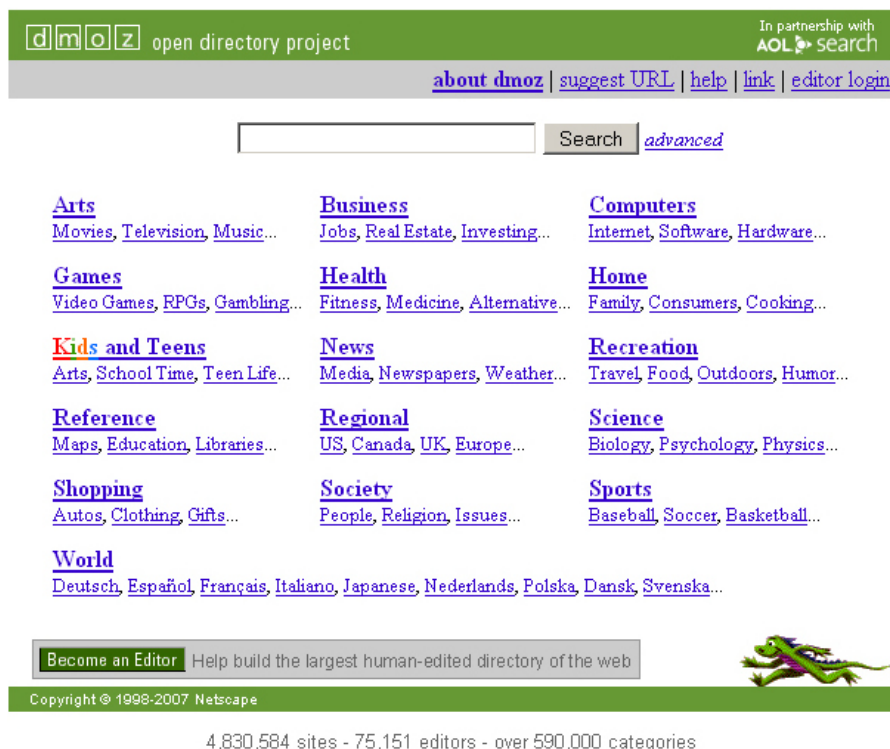 dmoz open directory project
In partnership with
AOL search
about dmoz | suggest URL | help | link | editor login
Search advanced
Arts
Movies, Television, Music...
Business
Jobs, Real Estate, Investing...
Computers
Internet, Software, Hardware...
Games
Video Games, RPGs, Gambling...
Health
Fitness, Medicine, Alternative...
Home
Family, Consumers, Cooking...
Kids and Teens
Arts, School Time, Teen Life...
News
Media, Newspapers, Weather...
Recreation
Travel, Food, Outdoors, Humor...
Reference
Maps, Education, Libraries...
Regional
US, Canada, UK, Europe...
Science
Biology, Psychology, Physics...
Shopping
Autos, Clothing, Gifts...
Society
People, Religion, Issues...
Sports
Baseball, Soccer, Basketball...
World
Deutsch, Español, Français, Italiano, Japanese, Nederlands, Polska, Dansk, Svenska...
Become an Editor Help build the largest human-edited directory of the web
Copyright © 1998-2007 Netscape
4,830,584 sites - 75,151 editors - over 590,000 categories